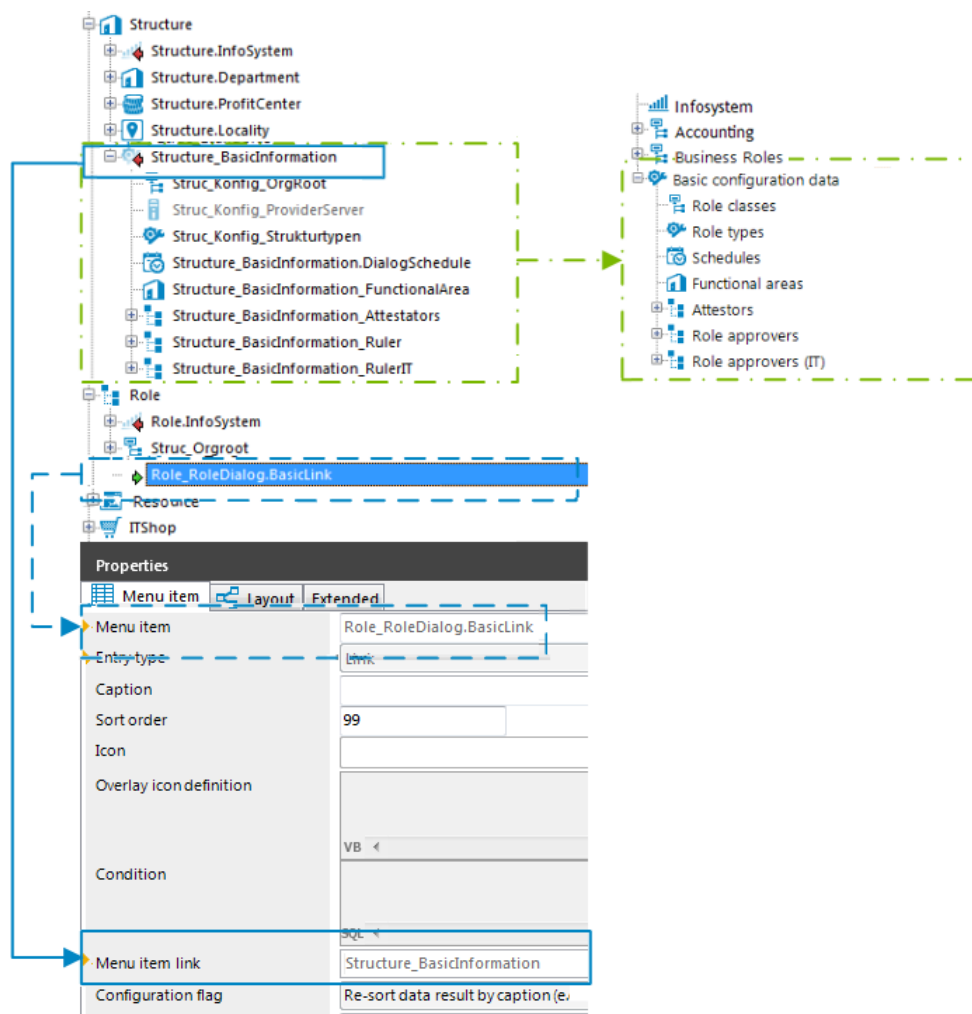 Structure
Structure.InfoSystem
Structure.Department
Structure.ProfitCenter
Structure.Locality
Structure_BasicInformation
Struc_Konfig_OrgRoot
Struc_Konfig_ProviderServer
Struc_Konfig_Strukturtypen
Structure_BasicInformation.DialogSchedule
Structure_BasicInformation_FunctionalArea
Structure_BasicInformation_Attestators
Structure_BasicInformation_Ruler
Structure_BasicInformation_RulerIT
Role
Role.InfoSystem
Struc_Orgroot
Role_RoleDialog.BasicLink
Resource
ITShop
Infosystem
Accounting
Business Roles
Basic configuration data
Role classes
Role types
Schedules
Functional areas
Attestors
Role approvers
Role approvers (IT)
Properties
Menu item Layout Extended
Menu item Role_RoleDialog.BasicLink
Entry type Link
Caption
Sort order 99
Icon
Overlay icon definition
VB
Condition
SQL
Menu item link Structure_BasicInformation
Configuration flag Re-sort data result by caption (e.